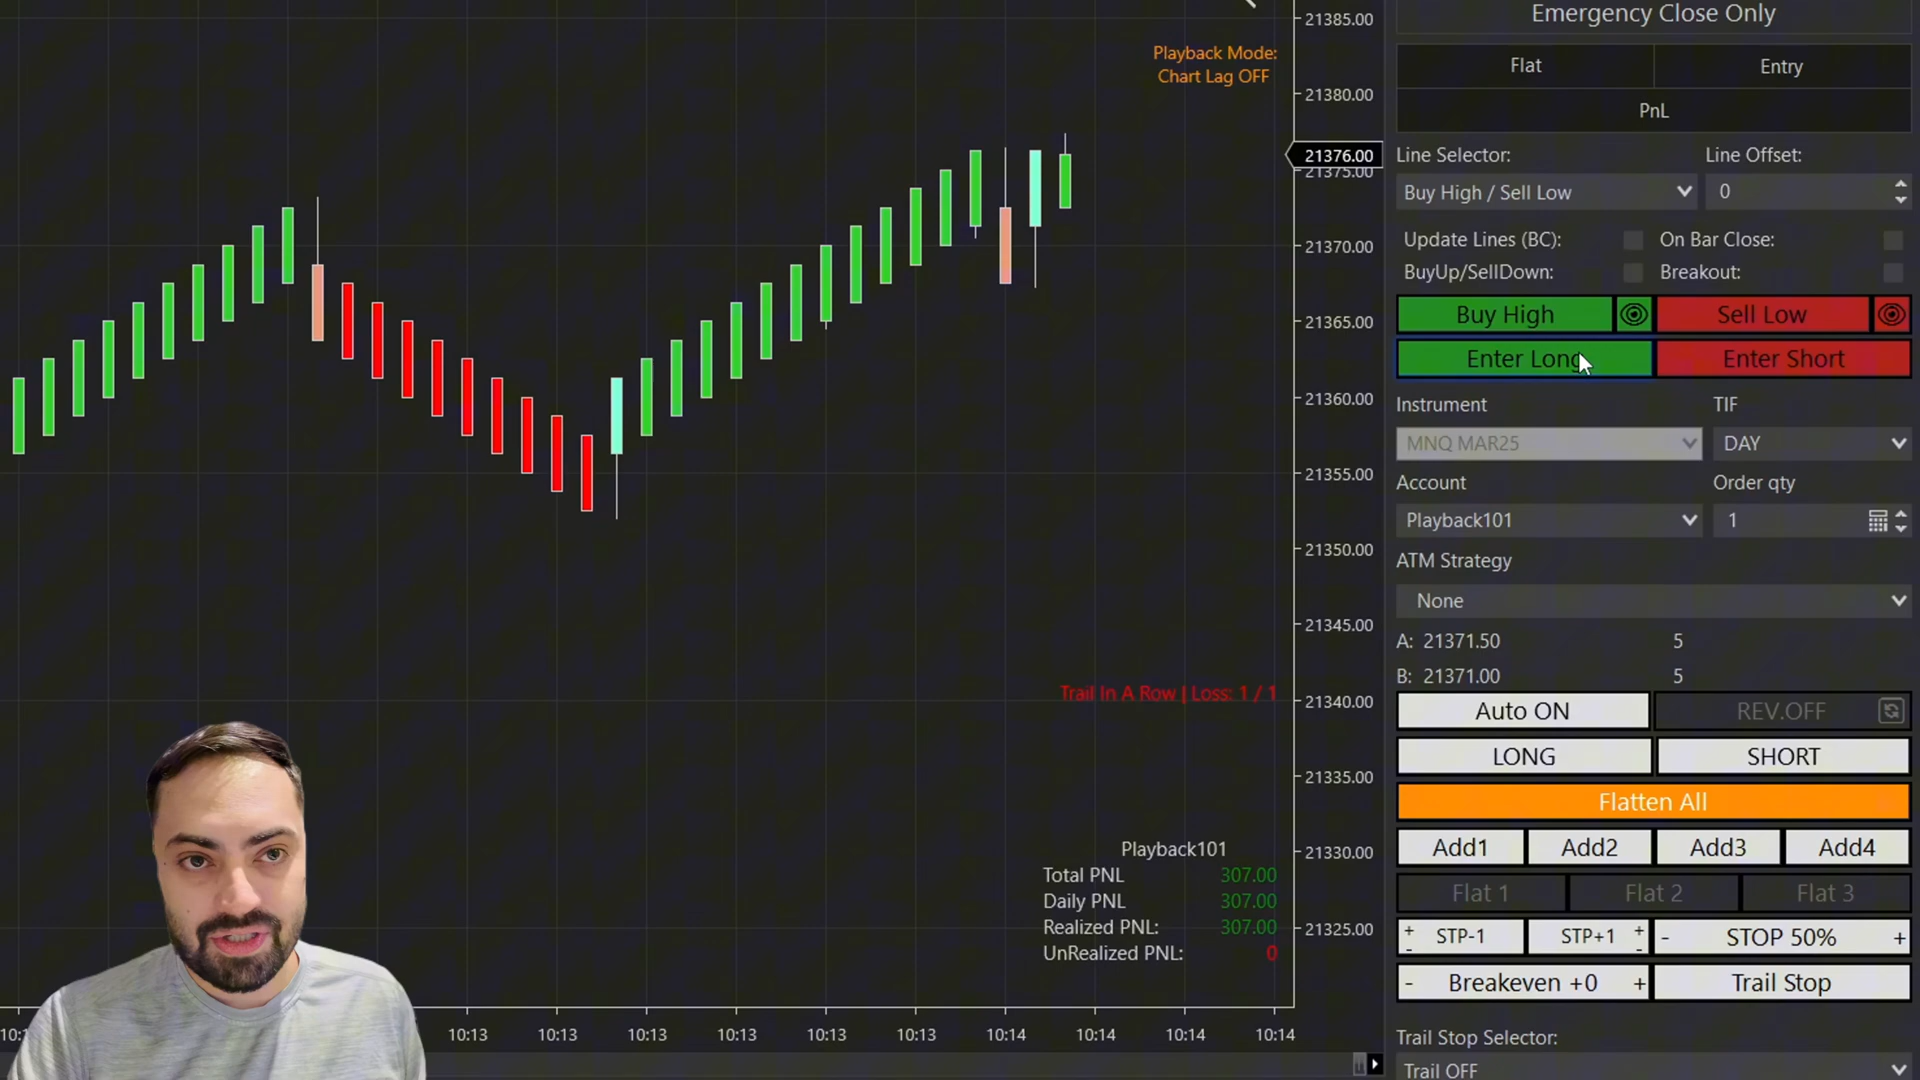 Emergency Close Only
Flat
Entry
PnL
Line Selector:
Line Offset:
Buy High / Sell Low
0
Update Lines (BC):
On Bar Close:
BuyUp/SellDown:
Breakout:
Buy High
Sell Low
Enter Long
Enter Short
Instrument
TIF
MNQ MAR25
DAY
Account
Order qty
Playback101
1
ATM Strategy
None
A: 21371.50 5
B: 21371.00 5
Auto ON
REV.OFF
LONG
SHORT
Flatten All
Add1
Add2
Add3
Add4
Flat 1
Flat 2
Flat 3
+ - STP-1
STP+1 + -
- STOP 50% +
- Breakeven +0 +
Trail Stop
Trail Stop Selector:
Trail OFF
Playback Mode:
Chart Lag OFF
21385.00
21380.00
21376.00
21375.00
21370.00
21365.00
21360.00
21355.00
21350.00
21345.00
21340.00
21335.00
21330.00
21325.00
Trail In A Row | Loss: 1 / 1
Playback101
Total PNL 307.00
Daily PNL 307.00
Realized PNL: 307.00
UnRealized PNL: 0
10:13 10:13 10:13 10:13 10:13 10:13 10:14 10:14 10:14 10:14